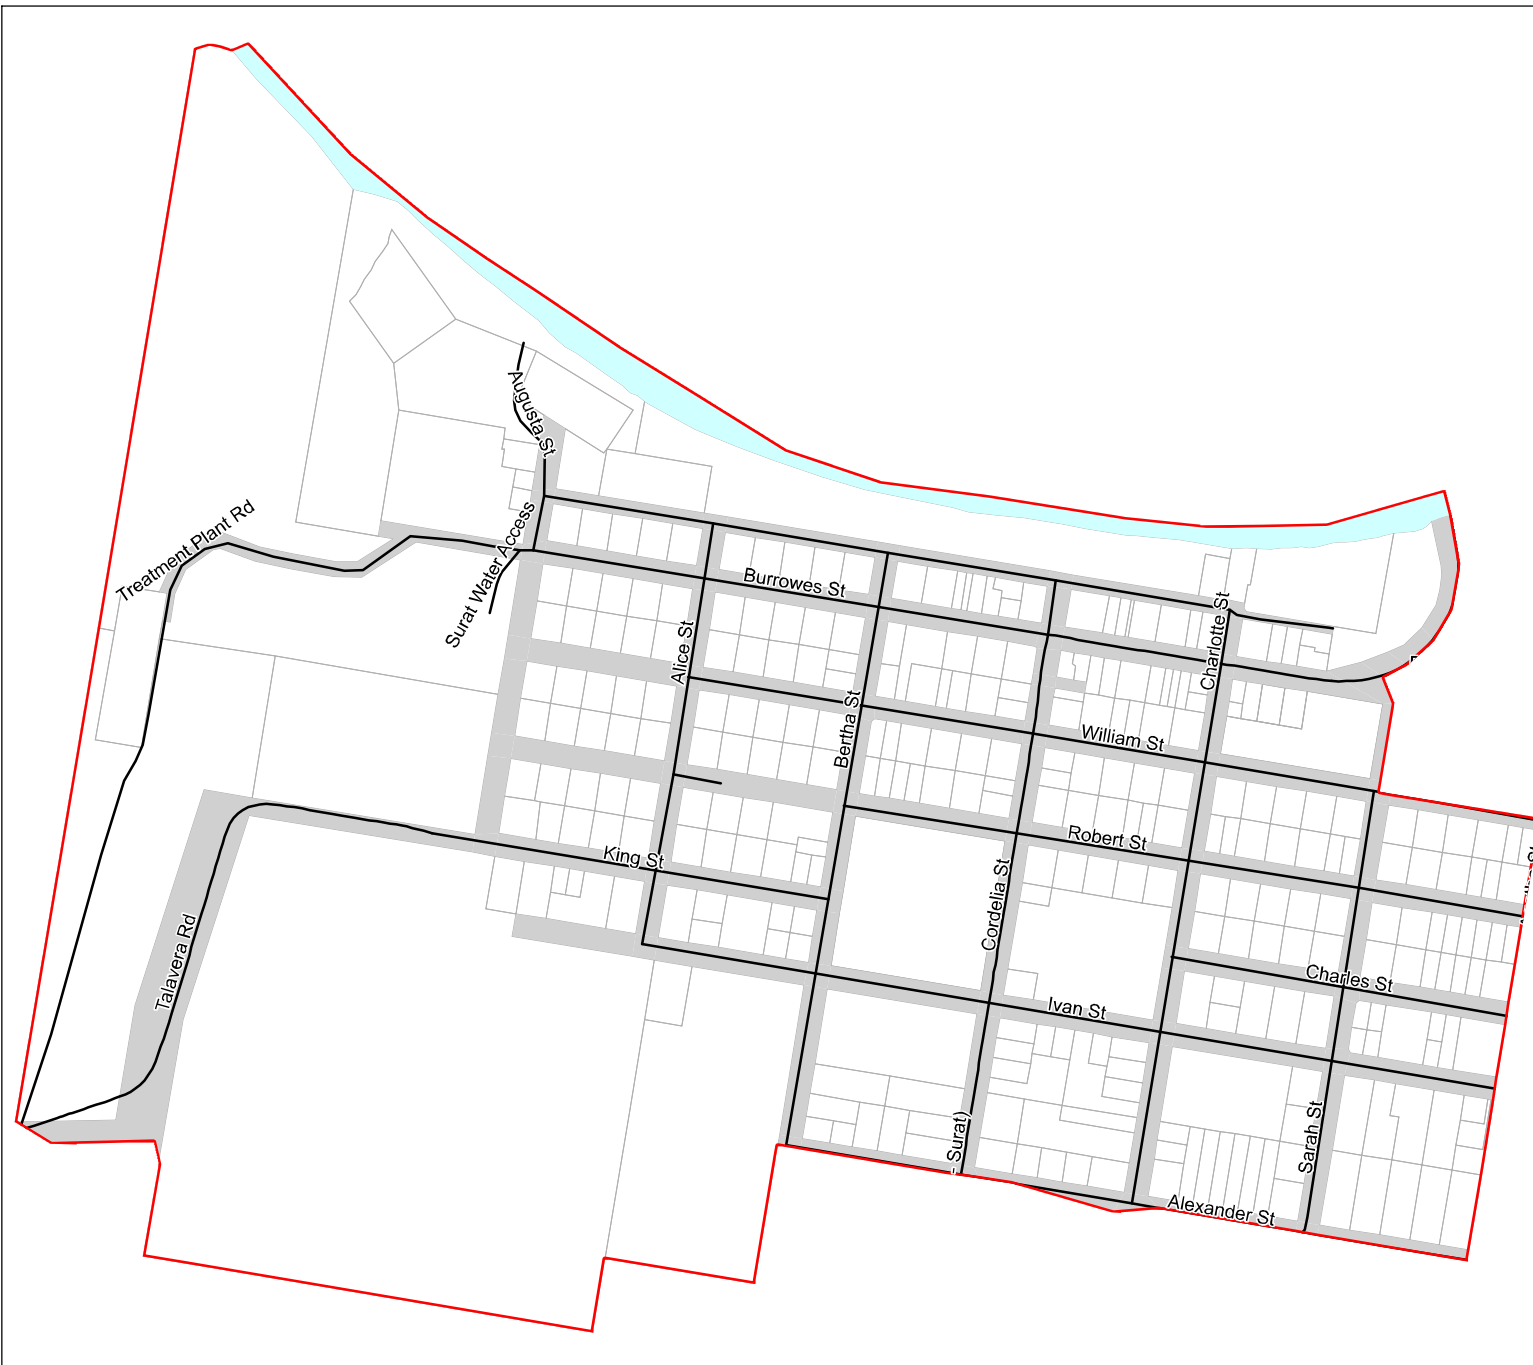 Augusta St
Treatment Plant Rd
Surat Water Access
Burrowes St
Charlotte St
Alice St
Bertha St
William St
Robert St
King St
Cordelia St
Talavera Rd
Charles St
Ivan St
- Surat)
Sarah St
Alexander St